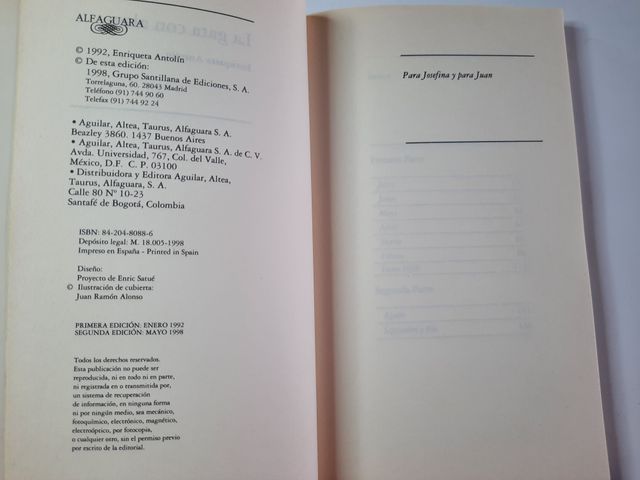 ALFAGUARA
© 1992, Enriqueta Antolín
© De esta edición:
1998, Grupo Santillana de Ediciones, S. A.
Torrelaguna, 60. 28043 Madrid
Teléfono (91) 744 90 60
Telefax (91) 744 92 24
• Aguilar, Altea, Taurus, Alfaguara S. A.
Beazley 3860. 1437 Buenos Aires
• Aguilar, Altea, Taurus, Alfaguara S. A. de C. V.
Avda. Universidad, 767, Col. del Valle,
México, D.F. C. P. 03100
• Distribuidora y Editora Aguilar, Altea,
Taurus, Alfaguara, S. A.
Calle 80 Nº 10-23
Santafé de Bogotá, Colombia
ISBN: 84-204-8088-6
Depósito legal: M. 18.005-1998
Impreso en España - Printed in Spain
Diseño:
Proyecto de Enric Satué
© Ilustración de cubierta:
Juan Ramón Alonso
PRIMERA EDICIÓN: ENERO 1992
SEGUNDA EDICIÓN: MAYO 1998
Todos los derechos reservados.
Esta publicación no puede ser
reproducida, ni en todo ni en parte,
ni registrada en o transmitida por,
un sistema de recuperación
de información, en ninguna forma
ni por ningún medio, sea mecánico,
fotoquímico, electrónico, magnético,
electroóptico, por fotocopia,
o cualquier otro, sin el permiso previo
por escrito de la editorial.
Para Josefina y para Juan